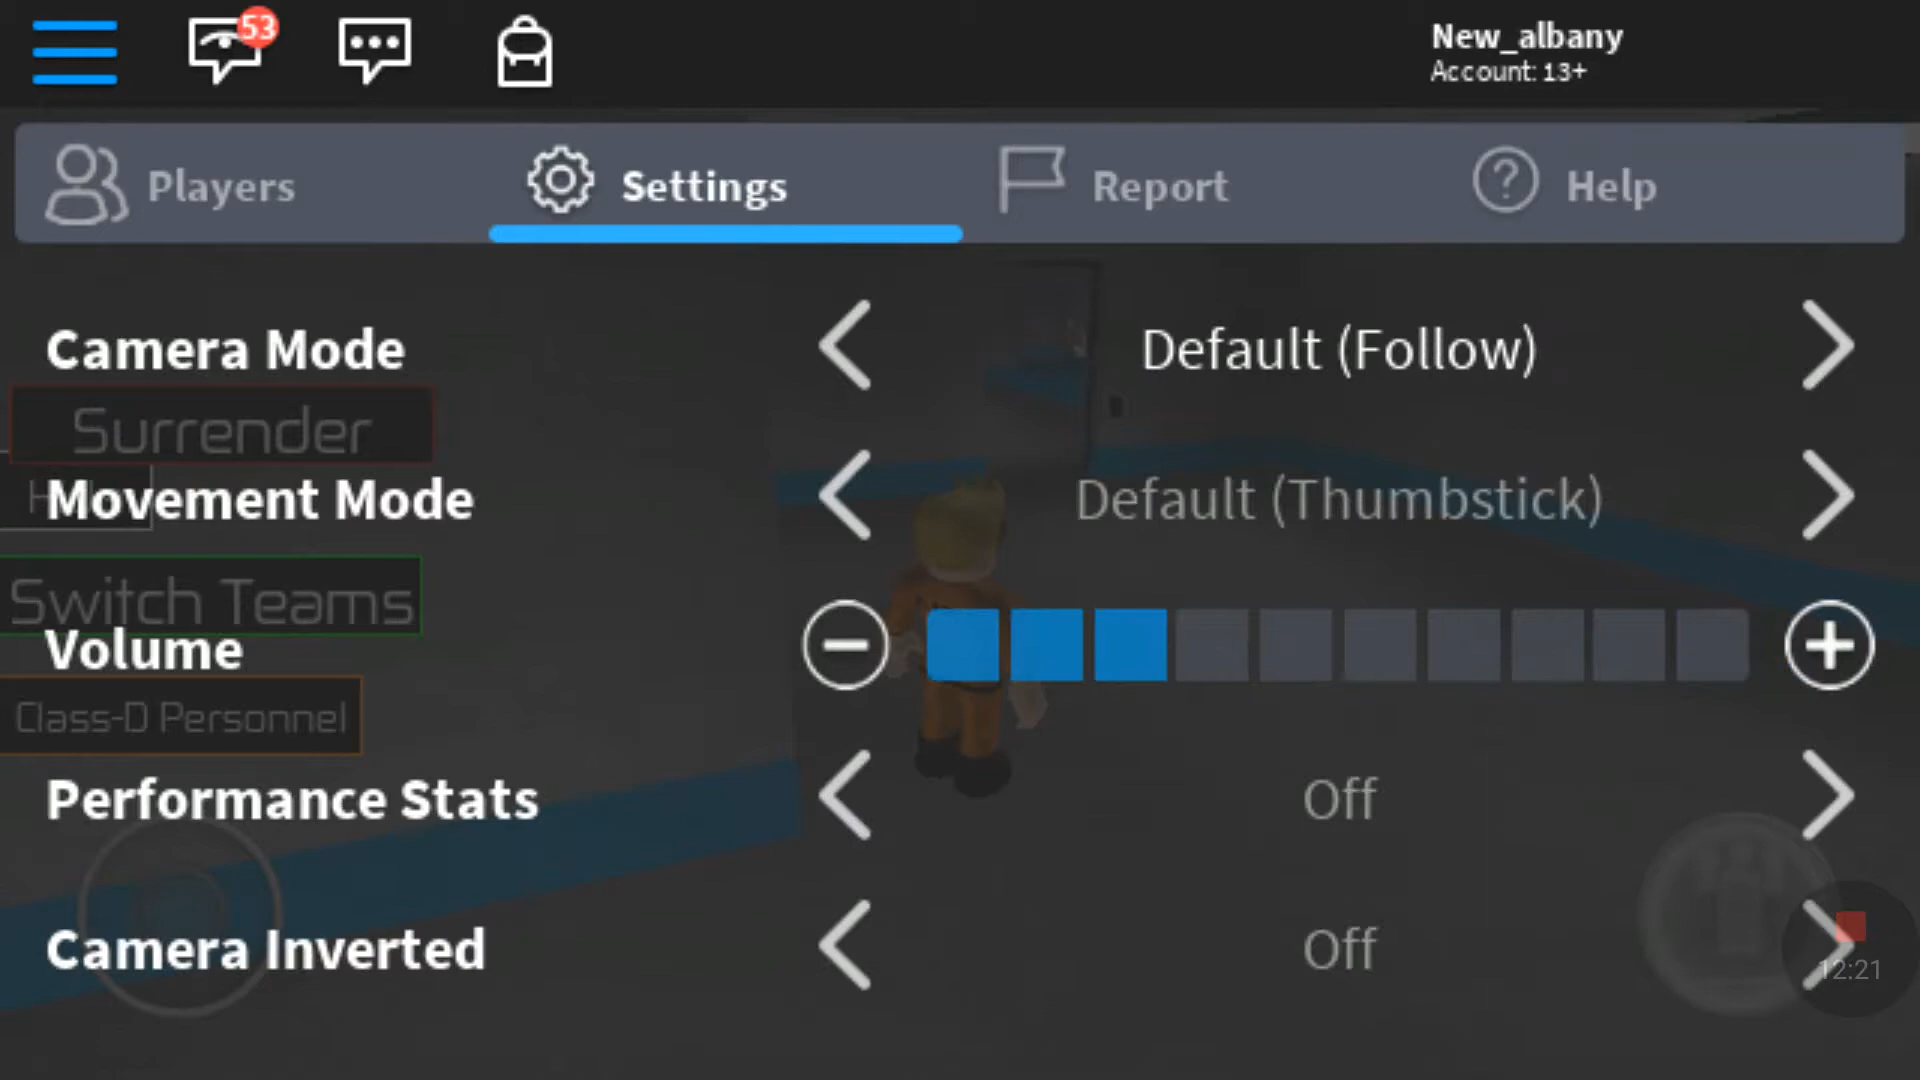 53
New_albany
Account: 13+
Players
Settings
Report
Help
Camera Mode
Default (Follow)
Surrender
Movement Mode
Default (Thumbstick)
Switch Teams
Volume
Class-D Personnel
Performance Stats
Off
Camera Inverted
Off
12:21